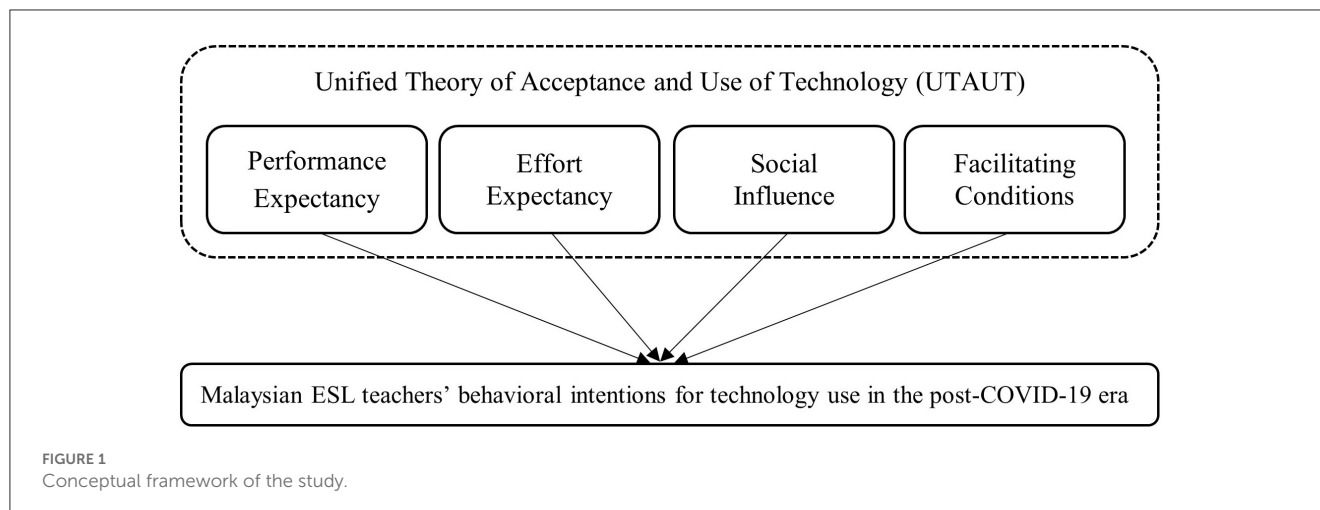 Unified Theory of Acceptance and Use of Technology (UTAUT)
Performance
Expectancy
Effort
Expectancy
Social
Influence
Facilitating
Conditions
Malaysian ESL teachers’ behavioral intentions for technology use in the post-COVID-19 era
FIGURE 1
Conceptual framework of the study.